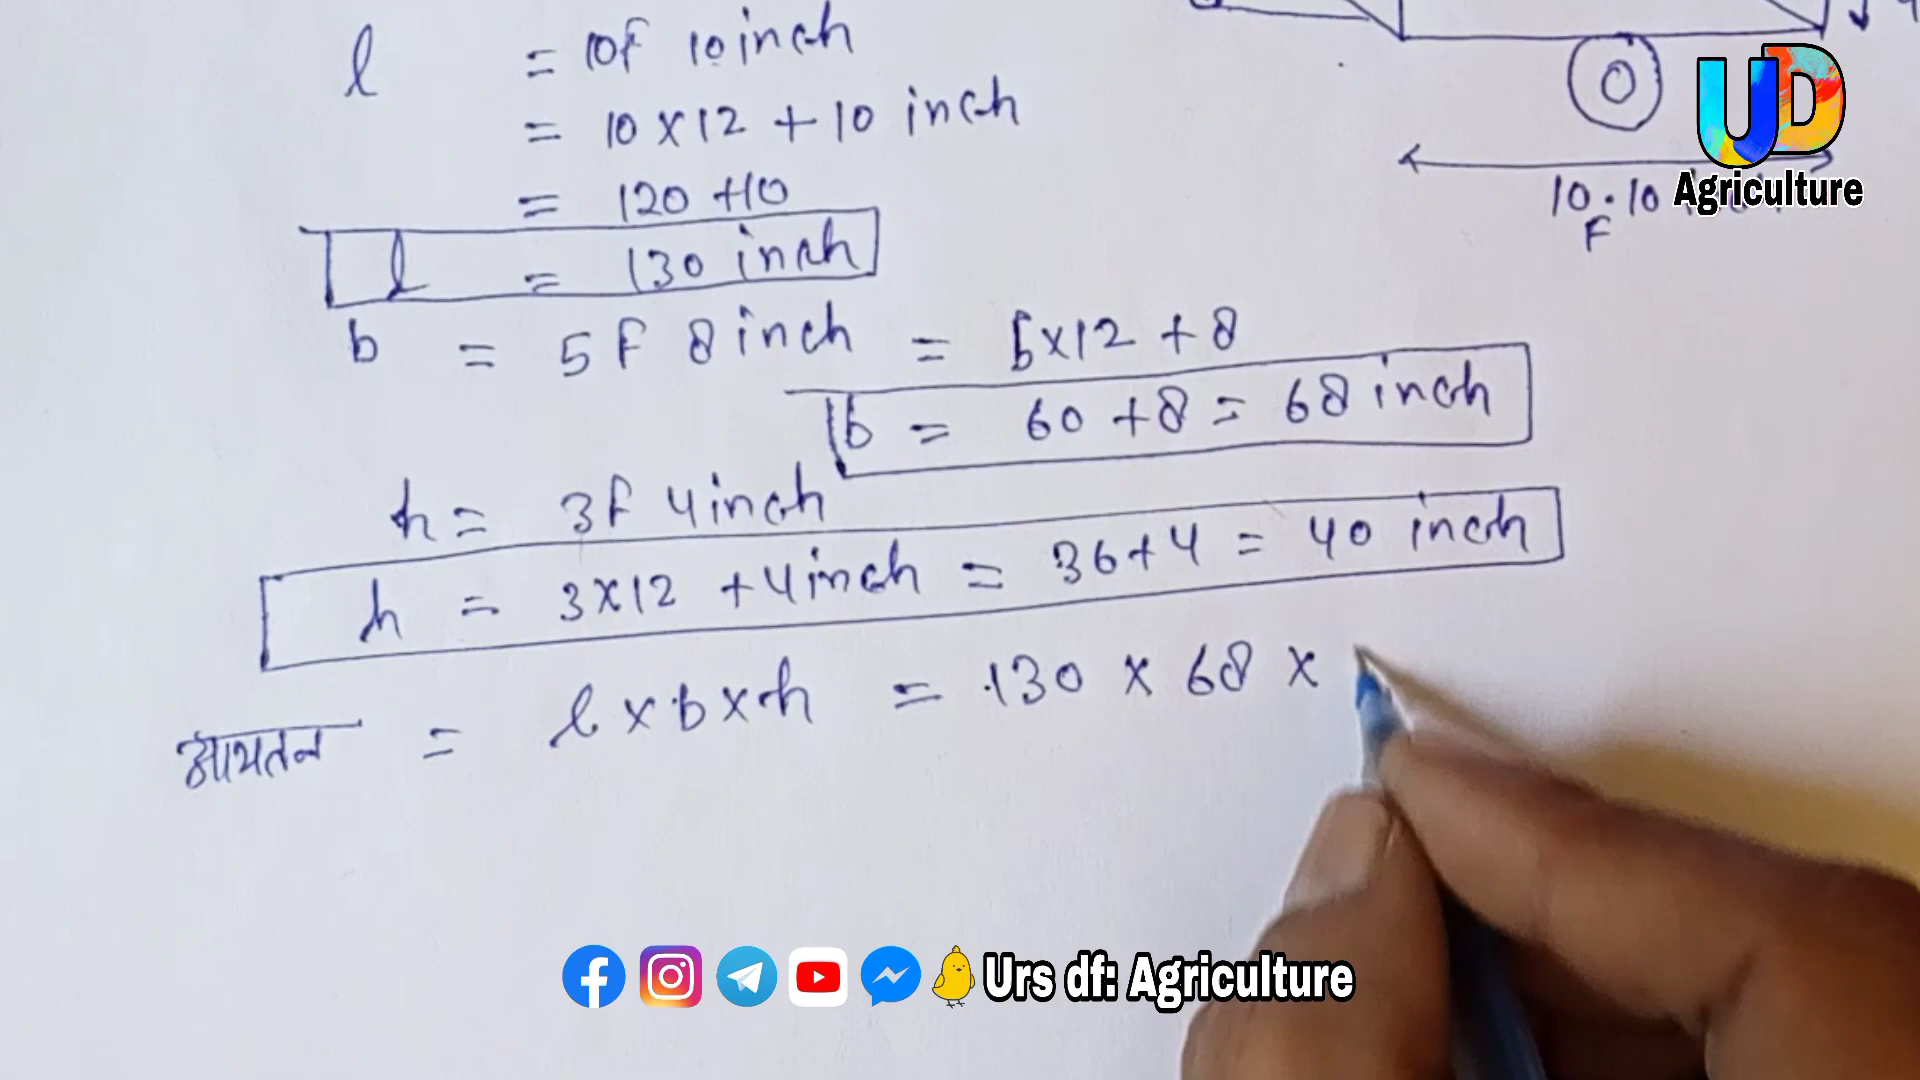 l = 10f 10 inch
= 10 x 12 + 10 inch
= 120 + 10
l = 130 inch
b = 5 f 8 inch = 5x12 + 8
b = 60 + 8 = 68 inch
h = 3f 4 inch
h = 3x12 + 4 inch = 36+4 = 40 inch
आयतन = l x b x h = 130 x 68 x
10 . 10
F
UD
Agriculture
Urs df: Agriculture